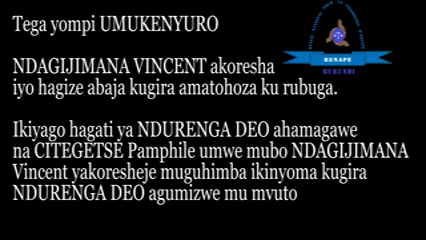 Tega yompi UMUKENYURO
RENAPE
BURUNDI
NDAGIJIMANA VINCENT akoresha
iyo hagize abaja kugira amatohoza ku rubuga.
Ikiyago hagati ya NDURENGA DEO ahamagawe
na CITEGETSE Pamphile umwe mubo NDAGIJIMANA
Vincent yakoresheje muguhimba ikinyoma kugira
NDURENGA DEO agumizwe mu mvuto